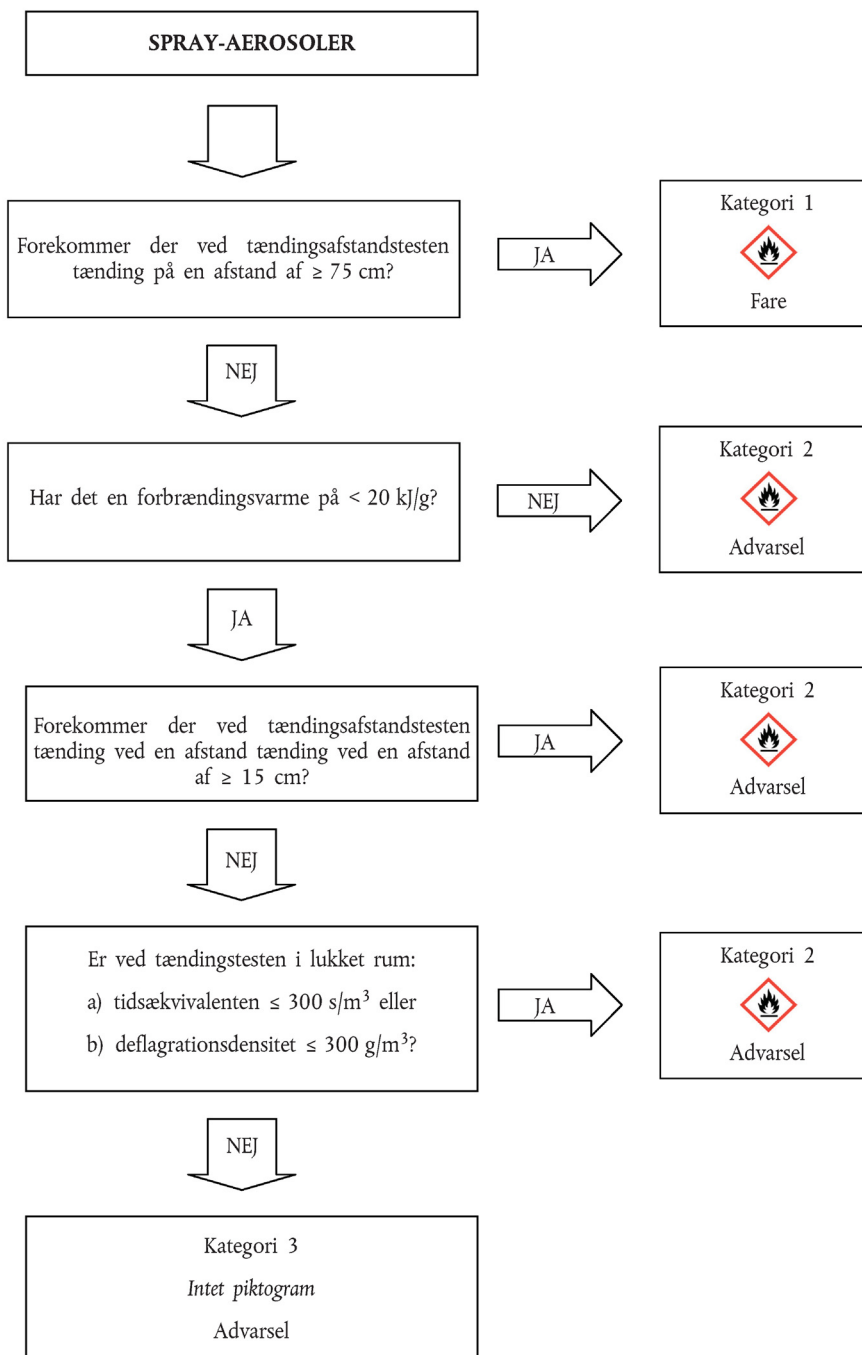 SPRAY-AEROSOLER
Forekommer der ved tændingsafstandstesten
tænding på en afstand af ≥ 75 cm?
JA
Kategori 1
Fare
NEJ
Har det en forbrændingsvarme på < 20 kJ/g?
NEJ
Kategori 2
Advarsel
JA
Forekommer der ved tændingsafstandstesten
tænding ved en afstand tænding ved en afstand
af ≥ 15 cm?
JA
Kategori 2
Advarsel
NEJ
Er ved tændingstesten i lukket rum:
a) tidsækvivalenten ≤ 300 s/m³ eller
b) deflagrationsdensitet ≤ 300 g/m³?
JA
Kategori 2
Advarsel
NEJ
Kategori 3
Intet piktogram
Advarsel